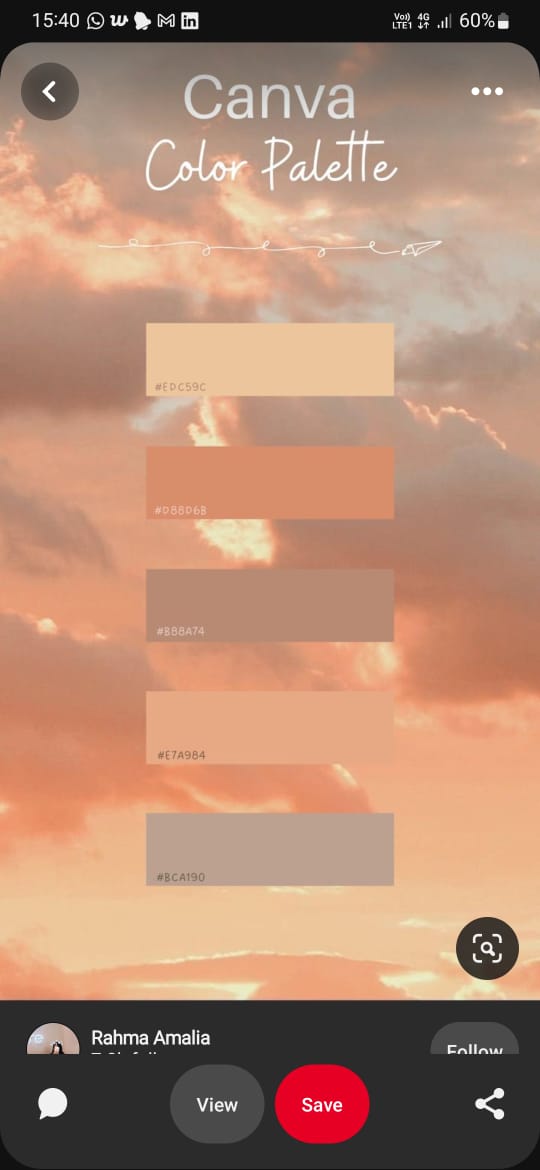 15:40
Vo)) 4G
LTE1
60%
Canva
Color Palette
#EDC59C
#D88D6B
#B88A74
#E7A984
#BCA190
Rahma Amalia
Follow
View
Save